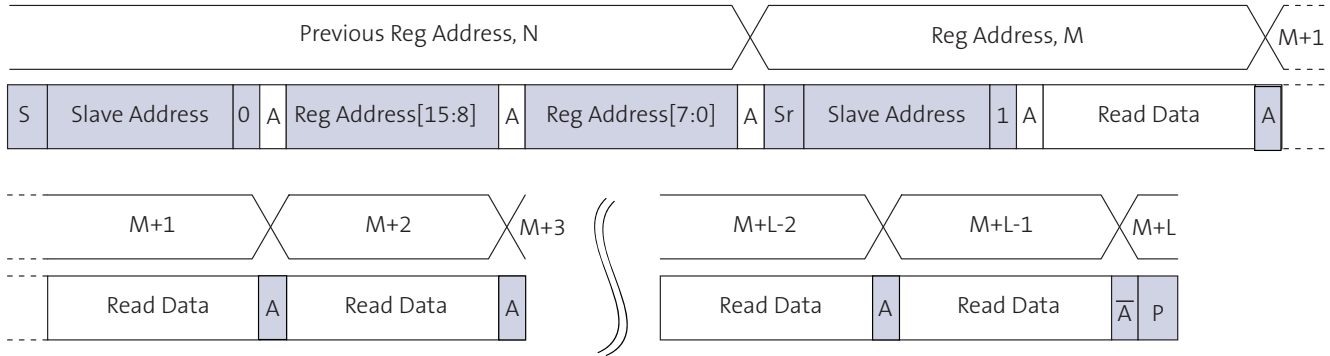 Previous Reg Address, N Reg Address, M M+1
S Slave Address 0 A Reg Address[15:8] A Reg Address[7:0] A Sr Slave Address 1 A Read Data A
M+1 M+2 M+3 M+L-2 M+L-1 M+L
Read Data A Read Data A Read Data A Read Data A̅ P